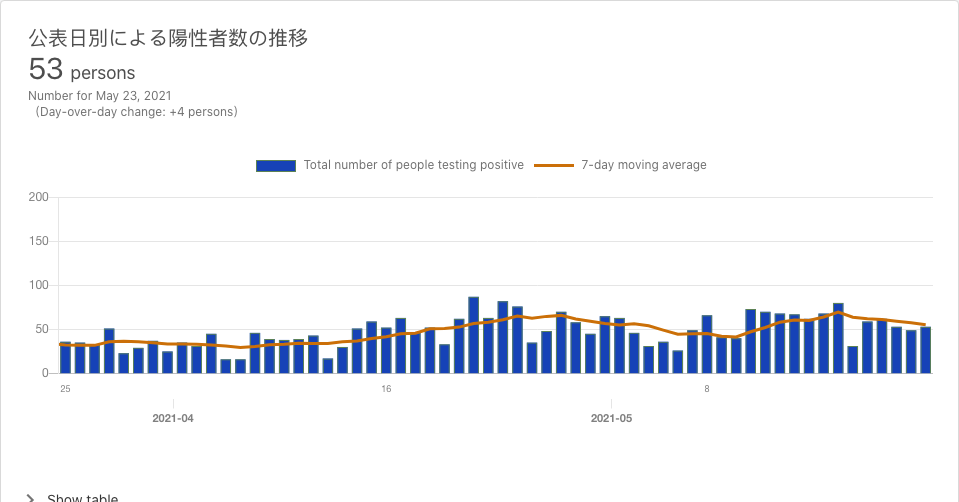 公表日別による陽性者数の推移
53 persons
Number for May 23, 2021
（Day-over-day change: +4 persons)
Total number of people testing positive 7-day moving average
200
150
100
50
0
25 16 8
2021-04 2021-05
Show table